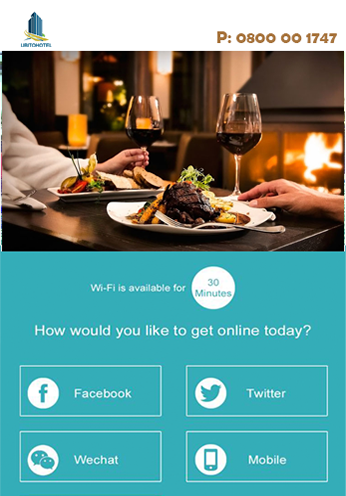 UBITOHOTEL
P: 0800 00 1747
Wi-Fi is available for
30
Minutes
How would you like to get online today?
Facebook
Twitter
Wechat
Mobile